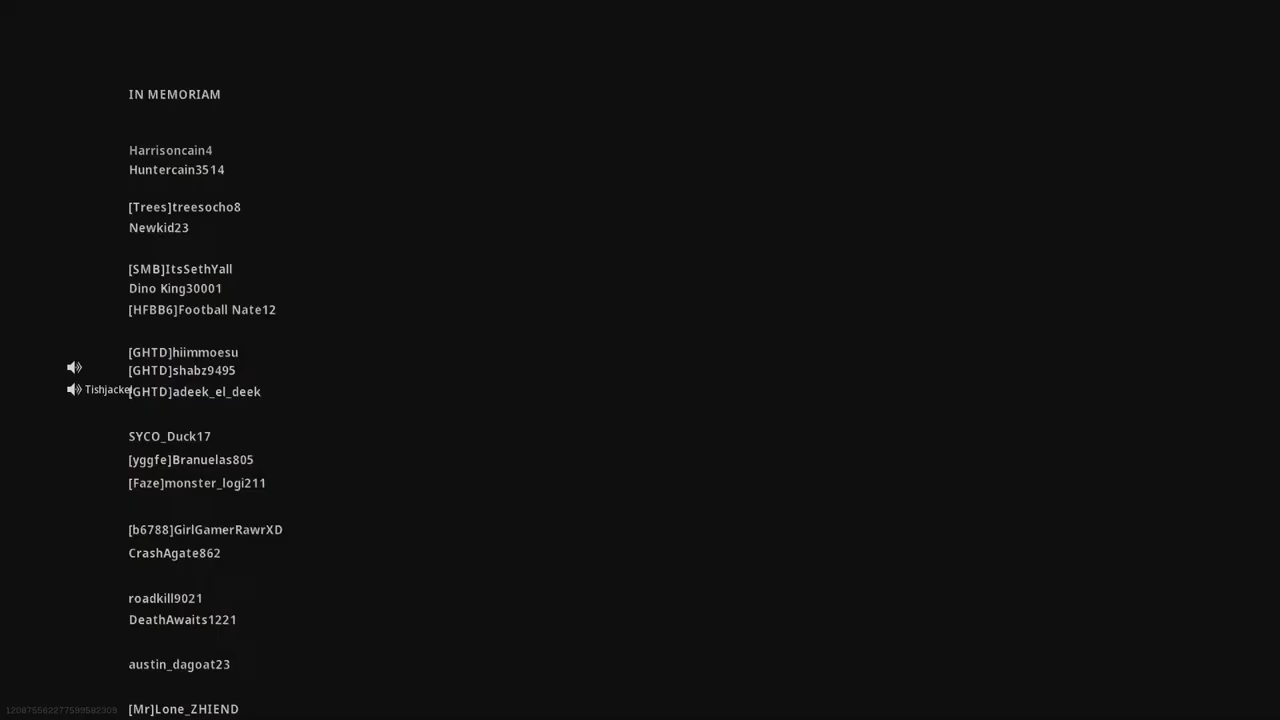 IN MEMORIAM
Harrisoncain4
Huntercain3514
[Trees]treesocho8
Newkid23
[SMB]ItsSethYall
Dino King30001
[HFBB6]Football Nate12
[GHTD]hiimmoesu
[GHTD]shabz9495
Tishjacket
[GHTD]adeek_el_deek
SYCO_Duck17
[yggfe]Branuelas805
[Faze]monster_logi211
[b6788]GirlGamerRawrXD
CrashAgate862
roadkill9021
DeathAwaits1221
austin_dagoat23
[Mr]Lone_ZHIEND